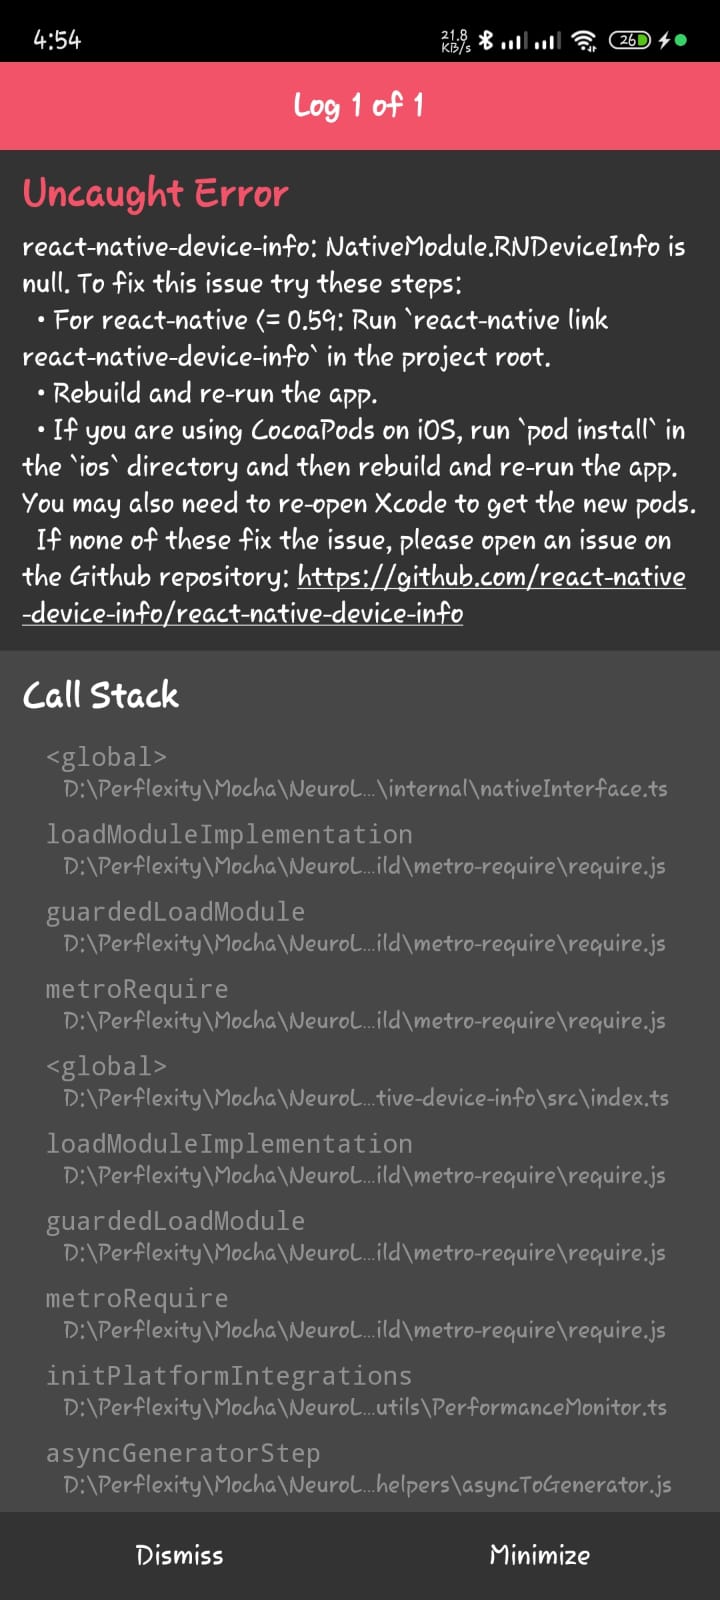 4:54
21.8
KB/s
26
Log 1 of 1
Uncaught Error
react-native-device-info: NativeModule.RNDeviceInfo is
null. To fix this issue try these steps:
• For react-native <= 0.59: Run `react-native link
react-native-device-info` in the project root.
• Rebuild and re-run the app.
• If you are using CocoaPods on iOS, run `pod install` in
the `ios` directory and then rebuild and re-run the app.
You may also need to re-open Xcode to get the new pods.
If none of these fix the issue, please open an issue on
the Github repository: https://github.com/react-native
-device-info/react-native-device-info
Call Stack
<global>
D:\Perflexity\Mocha\NeuroL...\internal\nativeInterface.ts
loadModuleImplementation
D:\Perflexity\Mocha\NeuroL...ild\metro-require\require.js
guardedLoadModule
D:\Perflexity\Mocha\NeuroL...ild\metro-require\require.js
metroRequire
D:\Perflexity\Mocha\NeuroL...ild\metro-require\require.js
<global>
D:\Perflexity\Mocha\NeuroL...tive-device-info\src\index.ts
loadModuleImplementation
D:\Perflexity\Mocha\NeuroL...ild\metro-require\require.js
guardedLoadModule
D:\Perflexity\Mocha\NeuroL...ild\metro-require\require.js
metroRequire
D:\Perflexity\Mocha\NeuroL...ild\metro-require\require.js
initPlatformIntegrations
D:\Perflexity\Mocha\NeuroL...utils\PerformanceMonitor.ts
asyncGeneratorStep
D:\Perflexity\Mocha\NeuroL...helpers\asyncToGenerator.js
Dismiss
Minimize